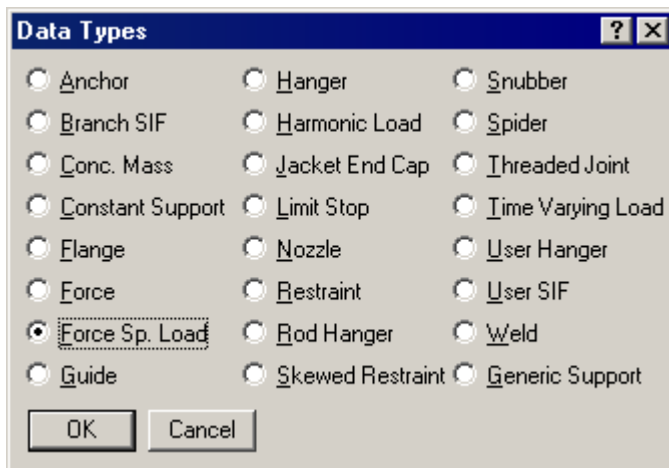 Data Types
Anchor Hanger Snubber
Branch SIF Harmonic Load Spider
Conc. Mass Jacket End Cap Threaded Joint
Constant Support Limit Stop Time Varying Load
Flange Nozzle User Hanger
Force Restraint User SIF
Force Sp. Load Rod Hanger Weld
Guide Skewed Restraint Generic Support
OK Cancel